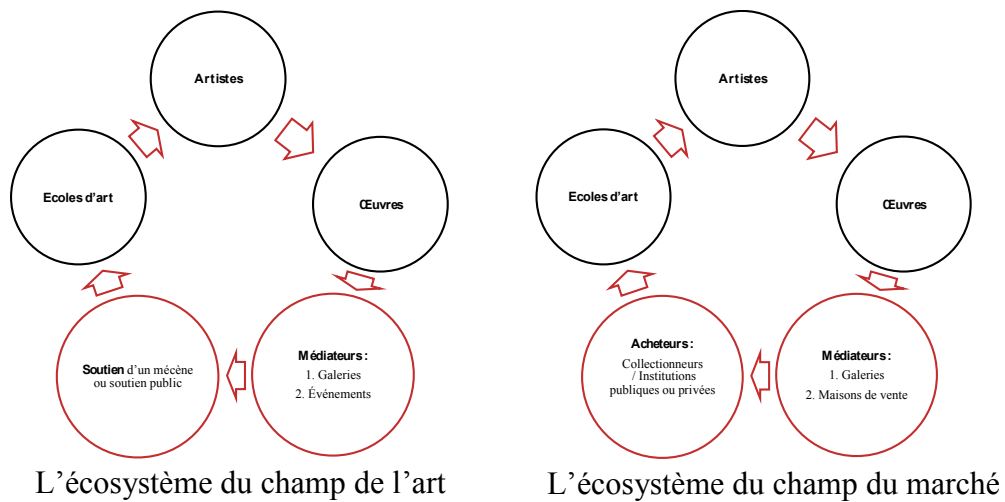 Artistes
Ecoles d'art
Œuvres
Soutien d'un mécène
ou soutien public
Médiateurs :
1. Galeries
2. Événements
L'écosystème du champ de l'art
Artistes
Ecoles d'art
Œuvres
Acheteurs :
Collectionneurs
/ Institutions
publiques ou privées
Médiateurs :
1. Galeries
2. Maisons de vente
L'écosystème du champ du marché